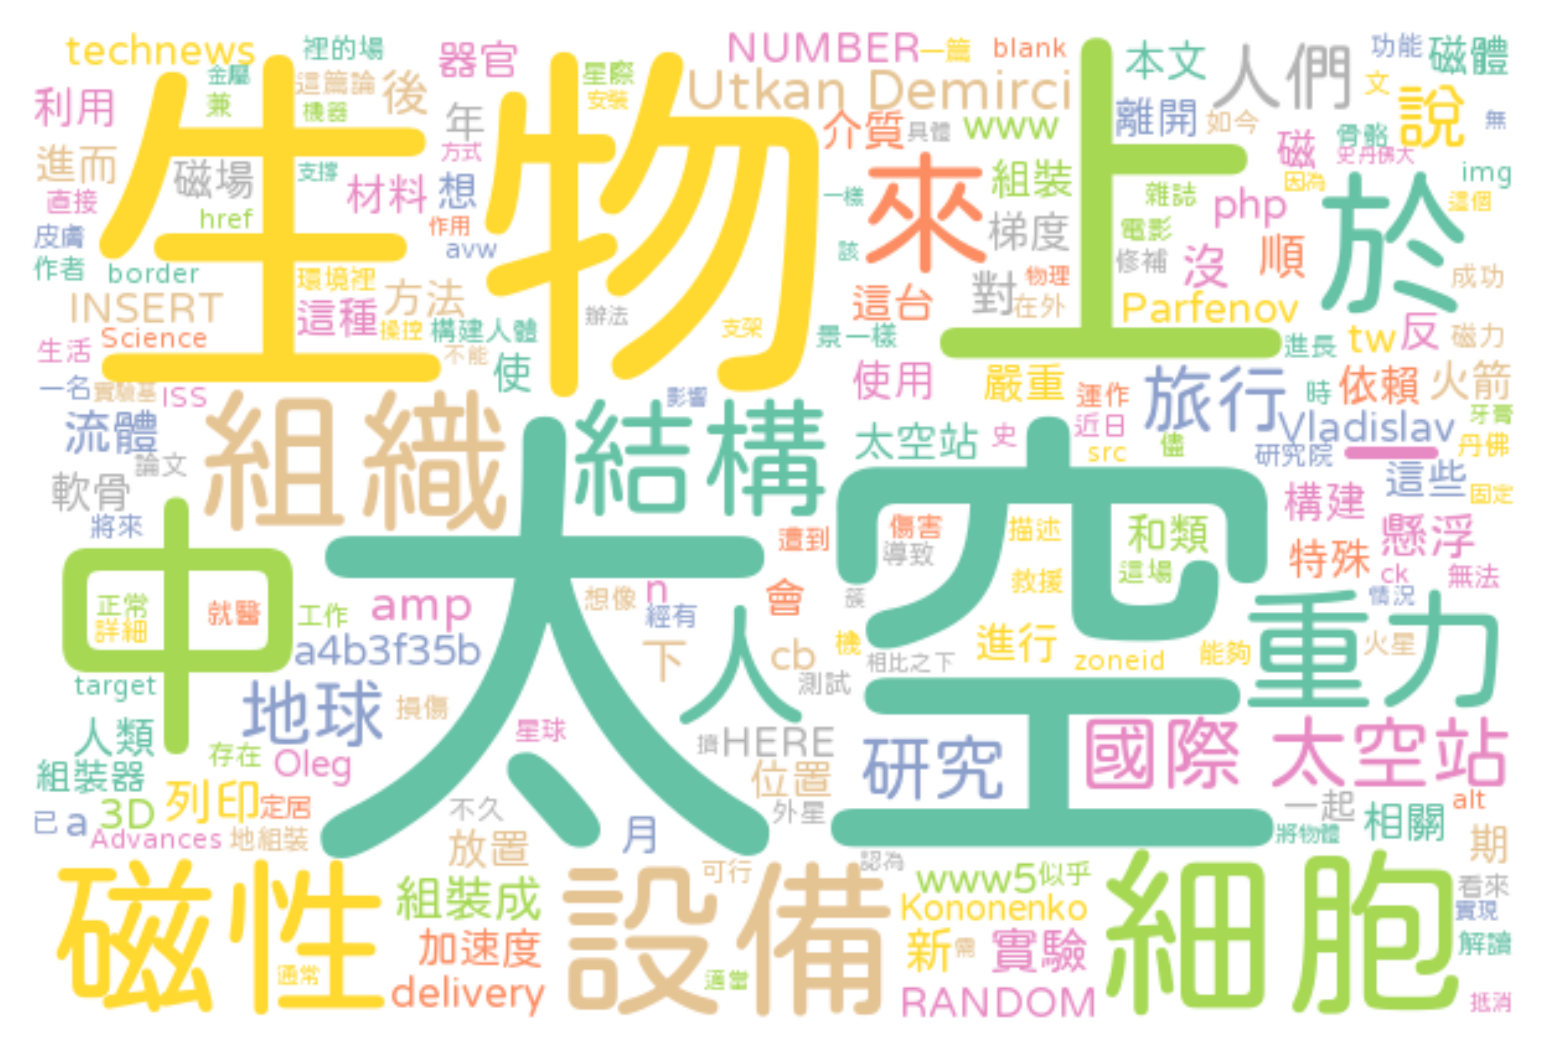 technews
裡的場
器官
NUMBER
一篇
blank
本文
人們
功能
磁體
金屬
這篇論
後
星際
安裝
Utkan Demirci
文
說
利用
兼
機器
生物
上
年
介質
具體
www
離開
如今
無
骨骼
方式
磁
史丹佛大
進而
磁場
支撐
材料
想
來
組裝
因為
img
直接
href
作用
一樣
雜誌
php
於
這個
皮膚
avw
該
梯度
電影
作者
border
環境裡
修補
沒
順
物理
成功
INSERT
方法
這種
對
在外
Parfenov
這台
辦法
支架
Science
操控
構建人體
景一樣
tw
反
磁力
進長
生活
不能
使
使用
嚴重
運作
旅行
時
依賴
火箭
一名
實驗基
ISS
影響
牙膏
流體
組織
結構
太空站
史
近日
Vladislav
src
儘
研究院
丹佛
論文
軟骨
這些
固定
構建
將來
遭到
傷害
描述
和類
懸浮
中
太空
導致
特殊
這場
ck
無法
正常
想像
n
會
救援
情況
詳細
就醫
工作
amp
經有
簇
重力
a4b3f35b
下
人
cb
機
進行
能夠
火星
相比之下
zoneid
target
測試
地球
損傷
人類
星球
擠
HERE
研究
國際 太空站
存在
Oleg
組裝器
位置
3D
列印
定居
不久
外星
一起
alt
已
a
相關
Advances
地組裝
放置
月
將物體
期
磁性
設備
認為
細胞
可行
www5
似乎
看來
組裝成
Kononenko
實現
加速度
新
需
實驗
解讀
通常
適當
delivery
RANDOM
抵消